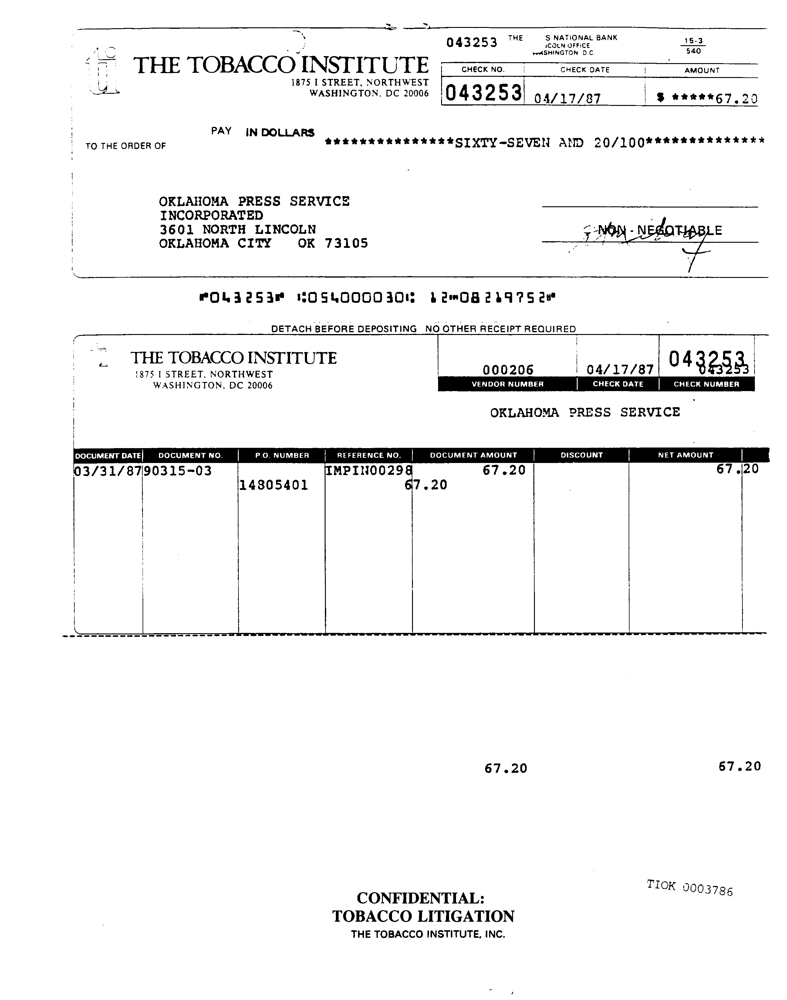 043253 THE S NATIONAL BANK 15-3
COLN OFFICE 540
WASHINGTON D.C.
THE TOBACCO INSTITUTE
1875 I STREET, NORTHWEST
WASHINGTON, DC 20006
CHECK NO. CHECK DATE AMOUNT
043253 04/17/87 $ *****67.20
PAY IN DOLLARS ***************SIXTY-SEVEN AND 20/100**************
TO THE ORDER OF
OKLAHOMA PRESS SERVICE
INCORPORATED
3601 NORTH LINCOLN
OKLAHOMA CITY OK 73105
NON - NEGOTIABLE
⑈043253⑈ ⑆054000030⑆ 12⑉08219752⑈
DETACH BEFORE DEPOSITING NO OTHER RECEIPT REQUIRED
THE TOBACCO INSTITUTE
1875 I STREET, NORTHWEST
WASHINGTON, DC 20006
000206 04/17/87 043253
043253
VENDOR NUMBER CHECK DATE CHECK NUMBER
OKLAHOMA PRESS SERVICE
DOCUMENT DATE DOCUMENT NO. P.O. NUMBER REFERENCE NO. DOCUMENT AMOUNT DISCOUNT NET AMOUNT
03/31/87 90315-03 IMPIN00298 67.20 67.20
14805401 67.20
67.20 67.20
TIOK 0003786
CONFIDENTIAL:
TOBACCO LITIGATION
THE TOBACCO INSTITUTE, INC.